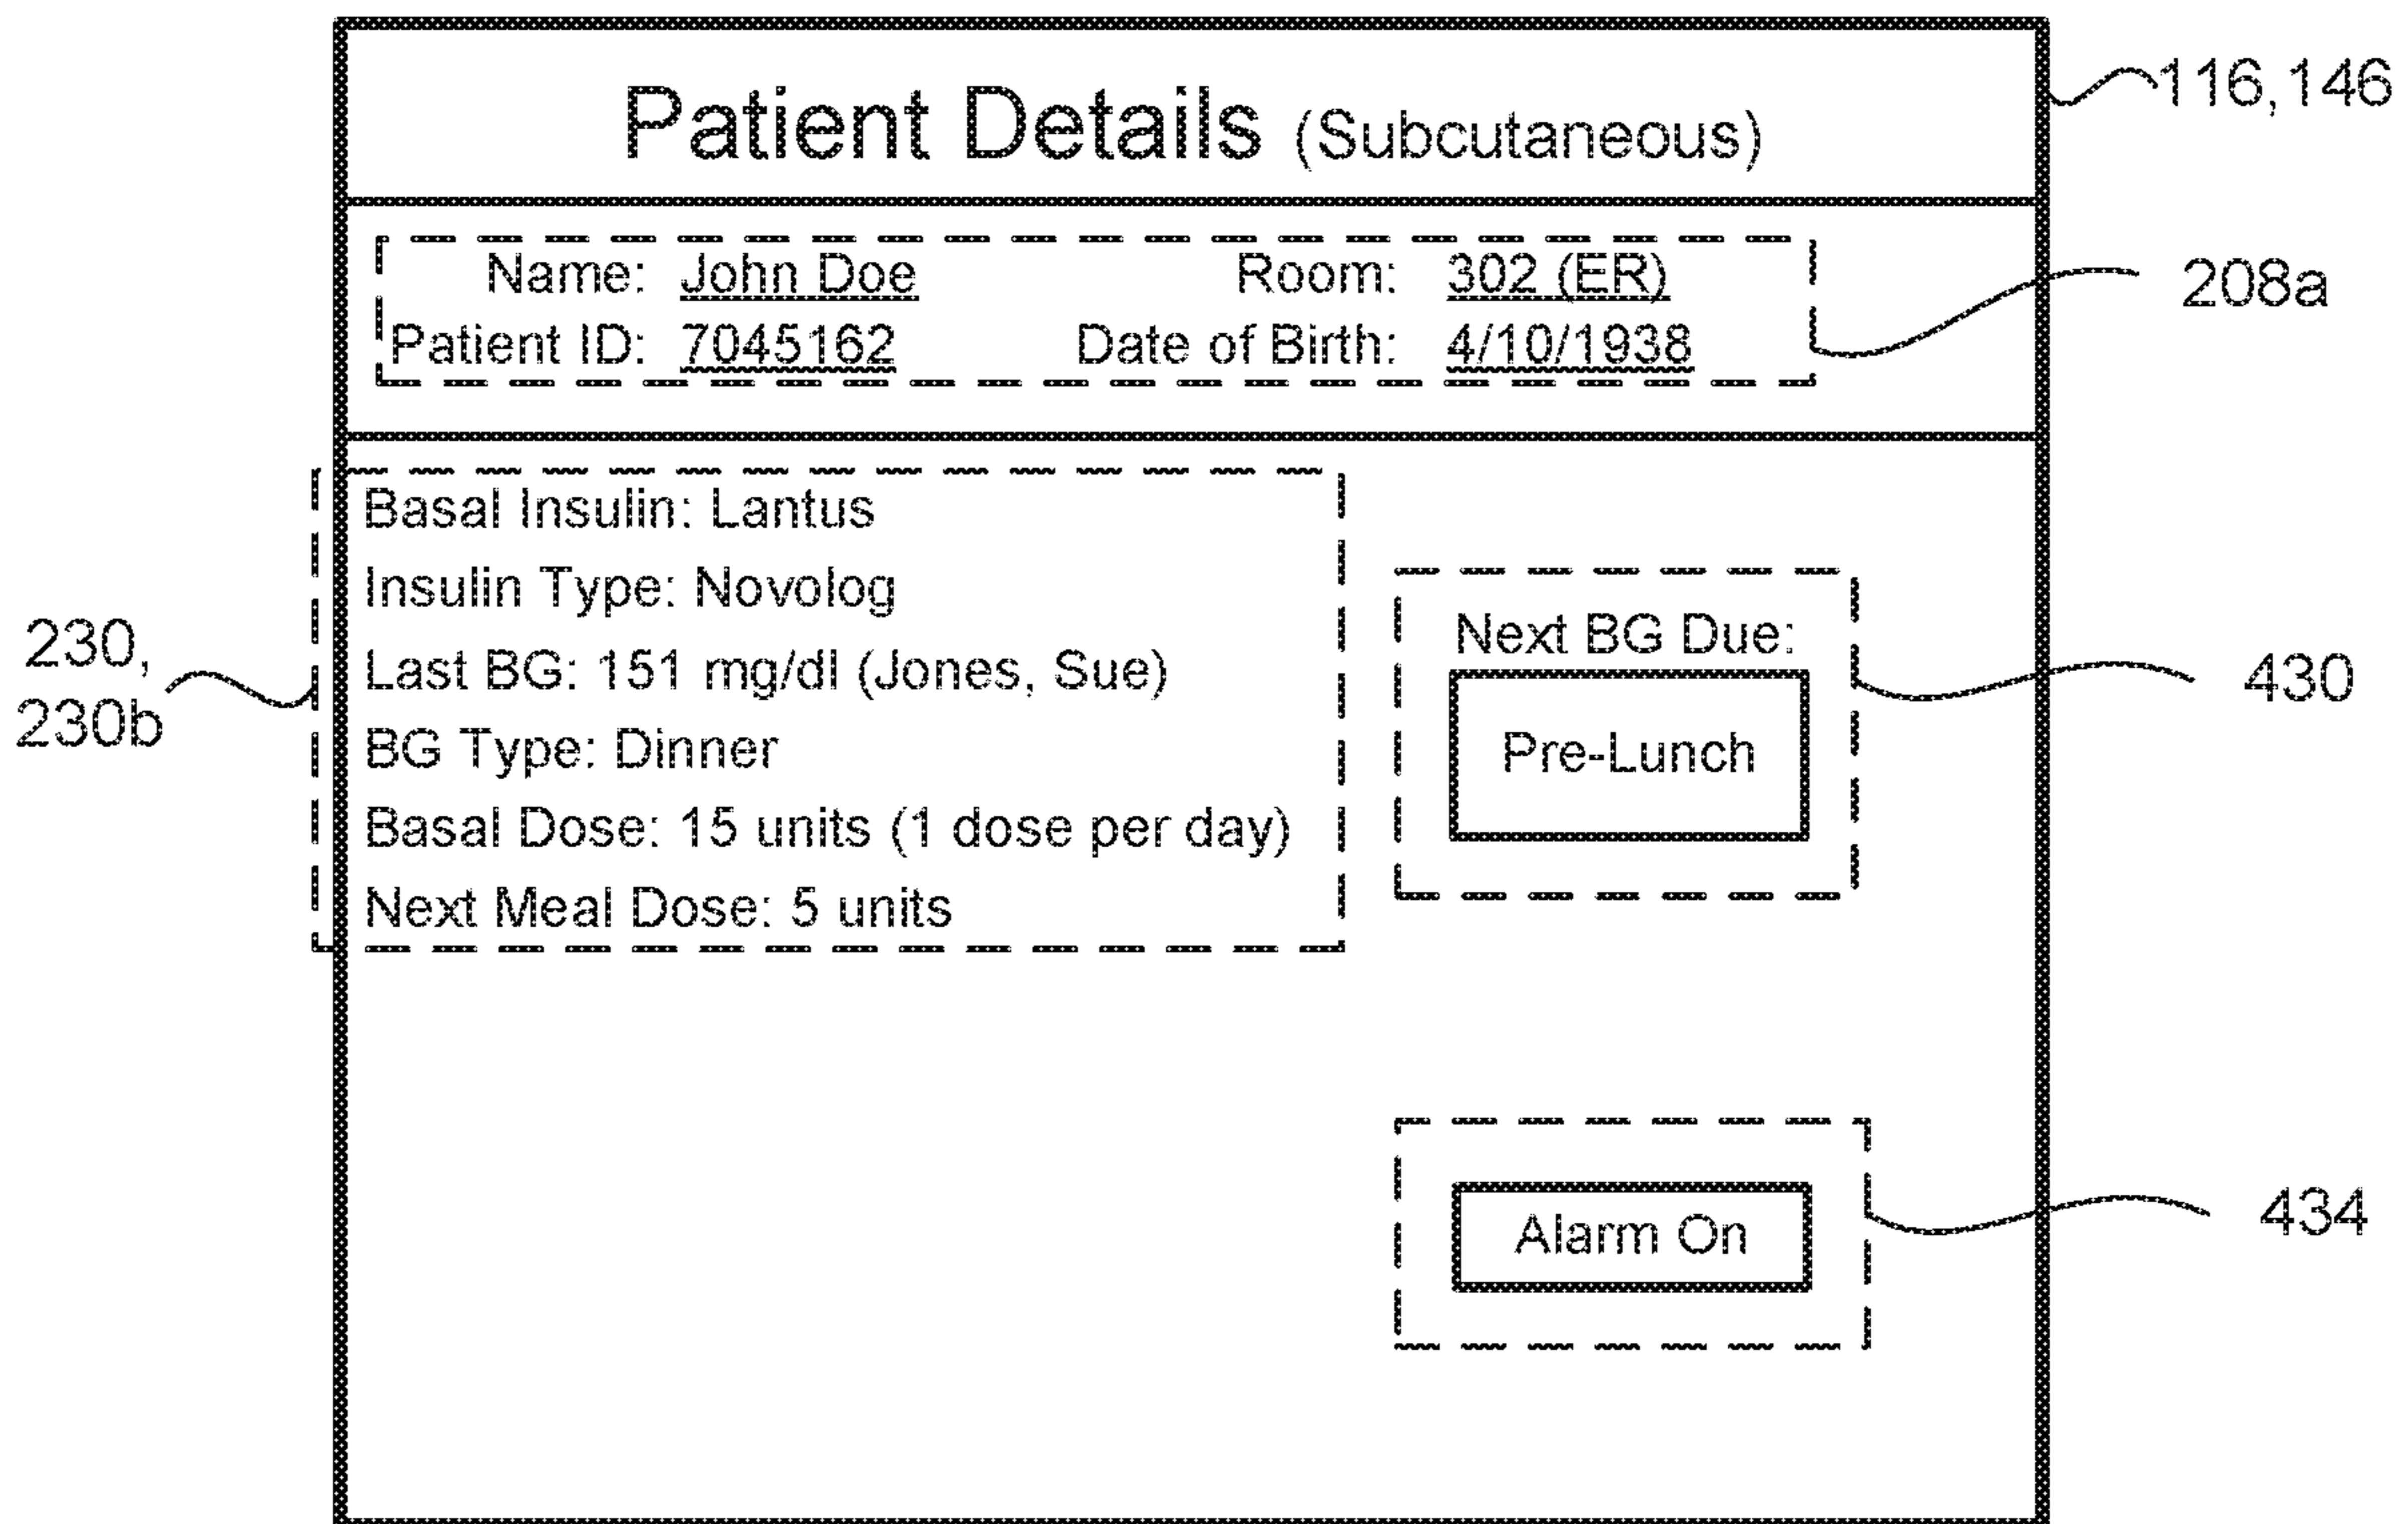 Patient Details (Subcutaneous)
116,146
Name: John Doe Room: 302 (ER)
Patient ID: 7045162 Date of Birth: 4/10/1938
208a
Basal Insulin: Lantus
Insulin Type: Novolog
Last BG: 151 mg/dl (Jones, Sue)
BG Type: Dinner
Basal Dose: 15 units (1 dose per day)
Next Meal Dose: 5 units
230,
230b
Next BG Due:
Pre-Lunch
430
Alarm On
434